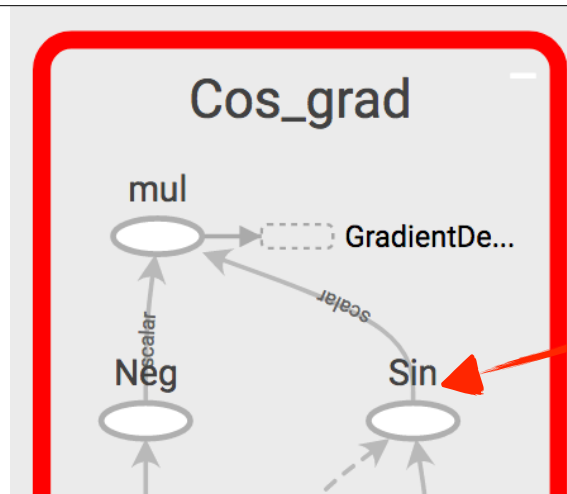 Cos_grad
mul
GradientDe...
scalar
scalar
Neg
Sin